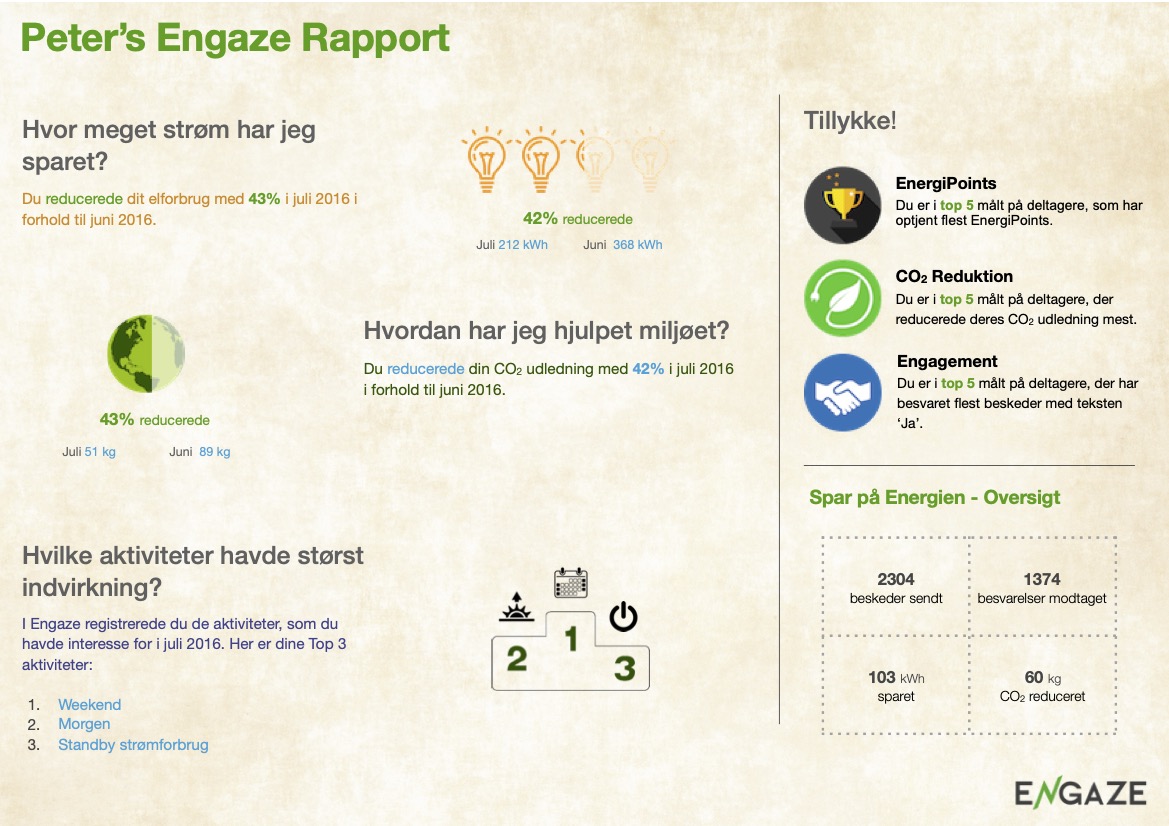 Peter's Engaze Rapport
Hvor meget strøm har jeg
sparet?
Du reducerede dit elforbrug med 43% i juli 2016 i
forhold til juni 2016.
42% reducerede
Juli 212 kWh Juni 368 kWh
43% reducerede
Juli 51 kg Juni 89 kg
Hvordan har jeg hjulpet miljøet?
Du reducerede din CO₂ udledning med 42% i juli 2016
i forhold til juni 2016.
Hvilke aktiviteter havde størst
indvirkning?
I Engaze registrerede du de aktiviteter, som du
havde interesse for i juli 2016. Her er dine Top 3
aktiviteter:
1. Weekend
2. Morgen
3. Standby strømforbrug
1
2
3
Tillykke!
EnergiPoints
Du er i top 5 målt på deltagere, som har
optjent flest EnergiPoints.
CO₂ Reduktion
Du er i top 5 målt på deltagere, der
reducerede deres CO₂ udledning mest.
Engagement
Du er i top 5 målt på deltagere, der har
besvaret flest beskeder med teksten
‘Ja’.
Spar på Energien - Oversigt
2304
beskeder sendt
1374
besvarelser modtaget
103 kWh
sparet
60 kg
CO₂ reduceret
ENGAZE